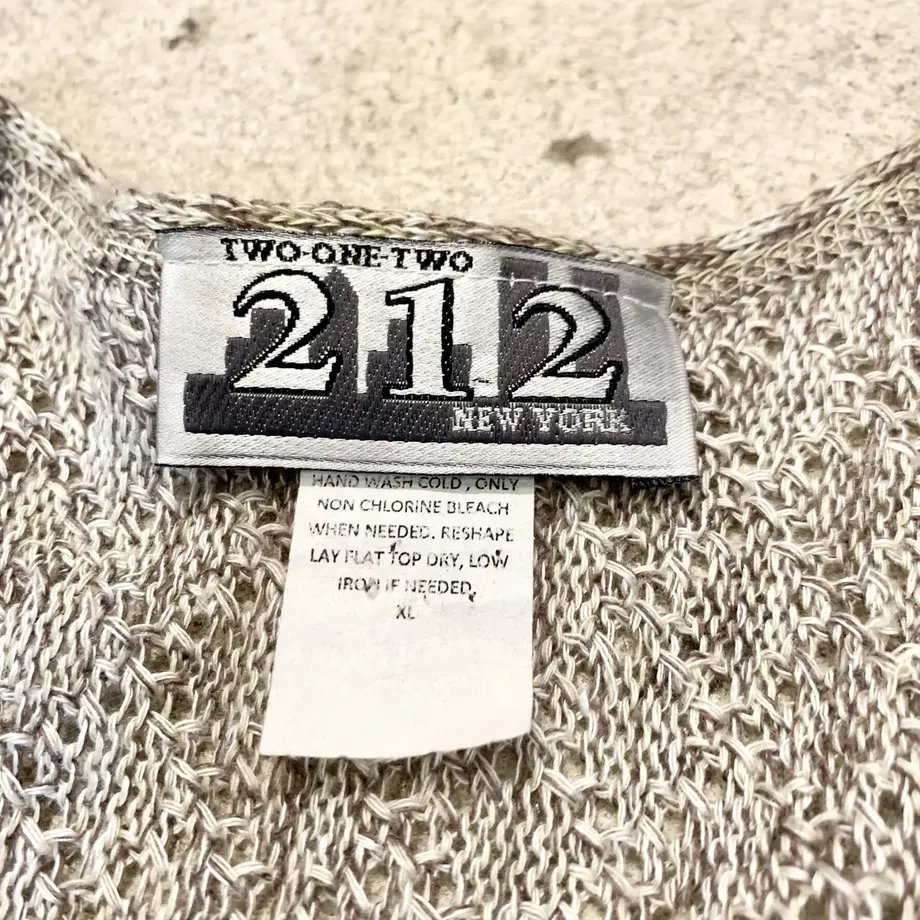 TWO-ONE-TWO
212
NEW YORK
HAND WASH COLD , ONLY
NON CHLORINE BLEACH
WHEN NEEDED. RESHAPE
LAY FLAT TOP DRY, LOW
IRON IF NEEDED.
XL